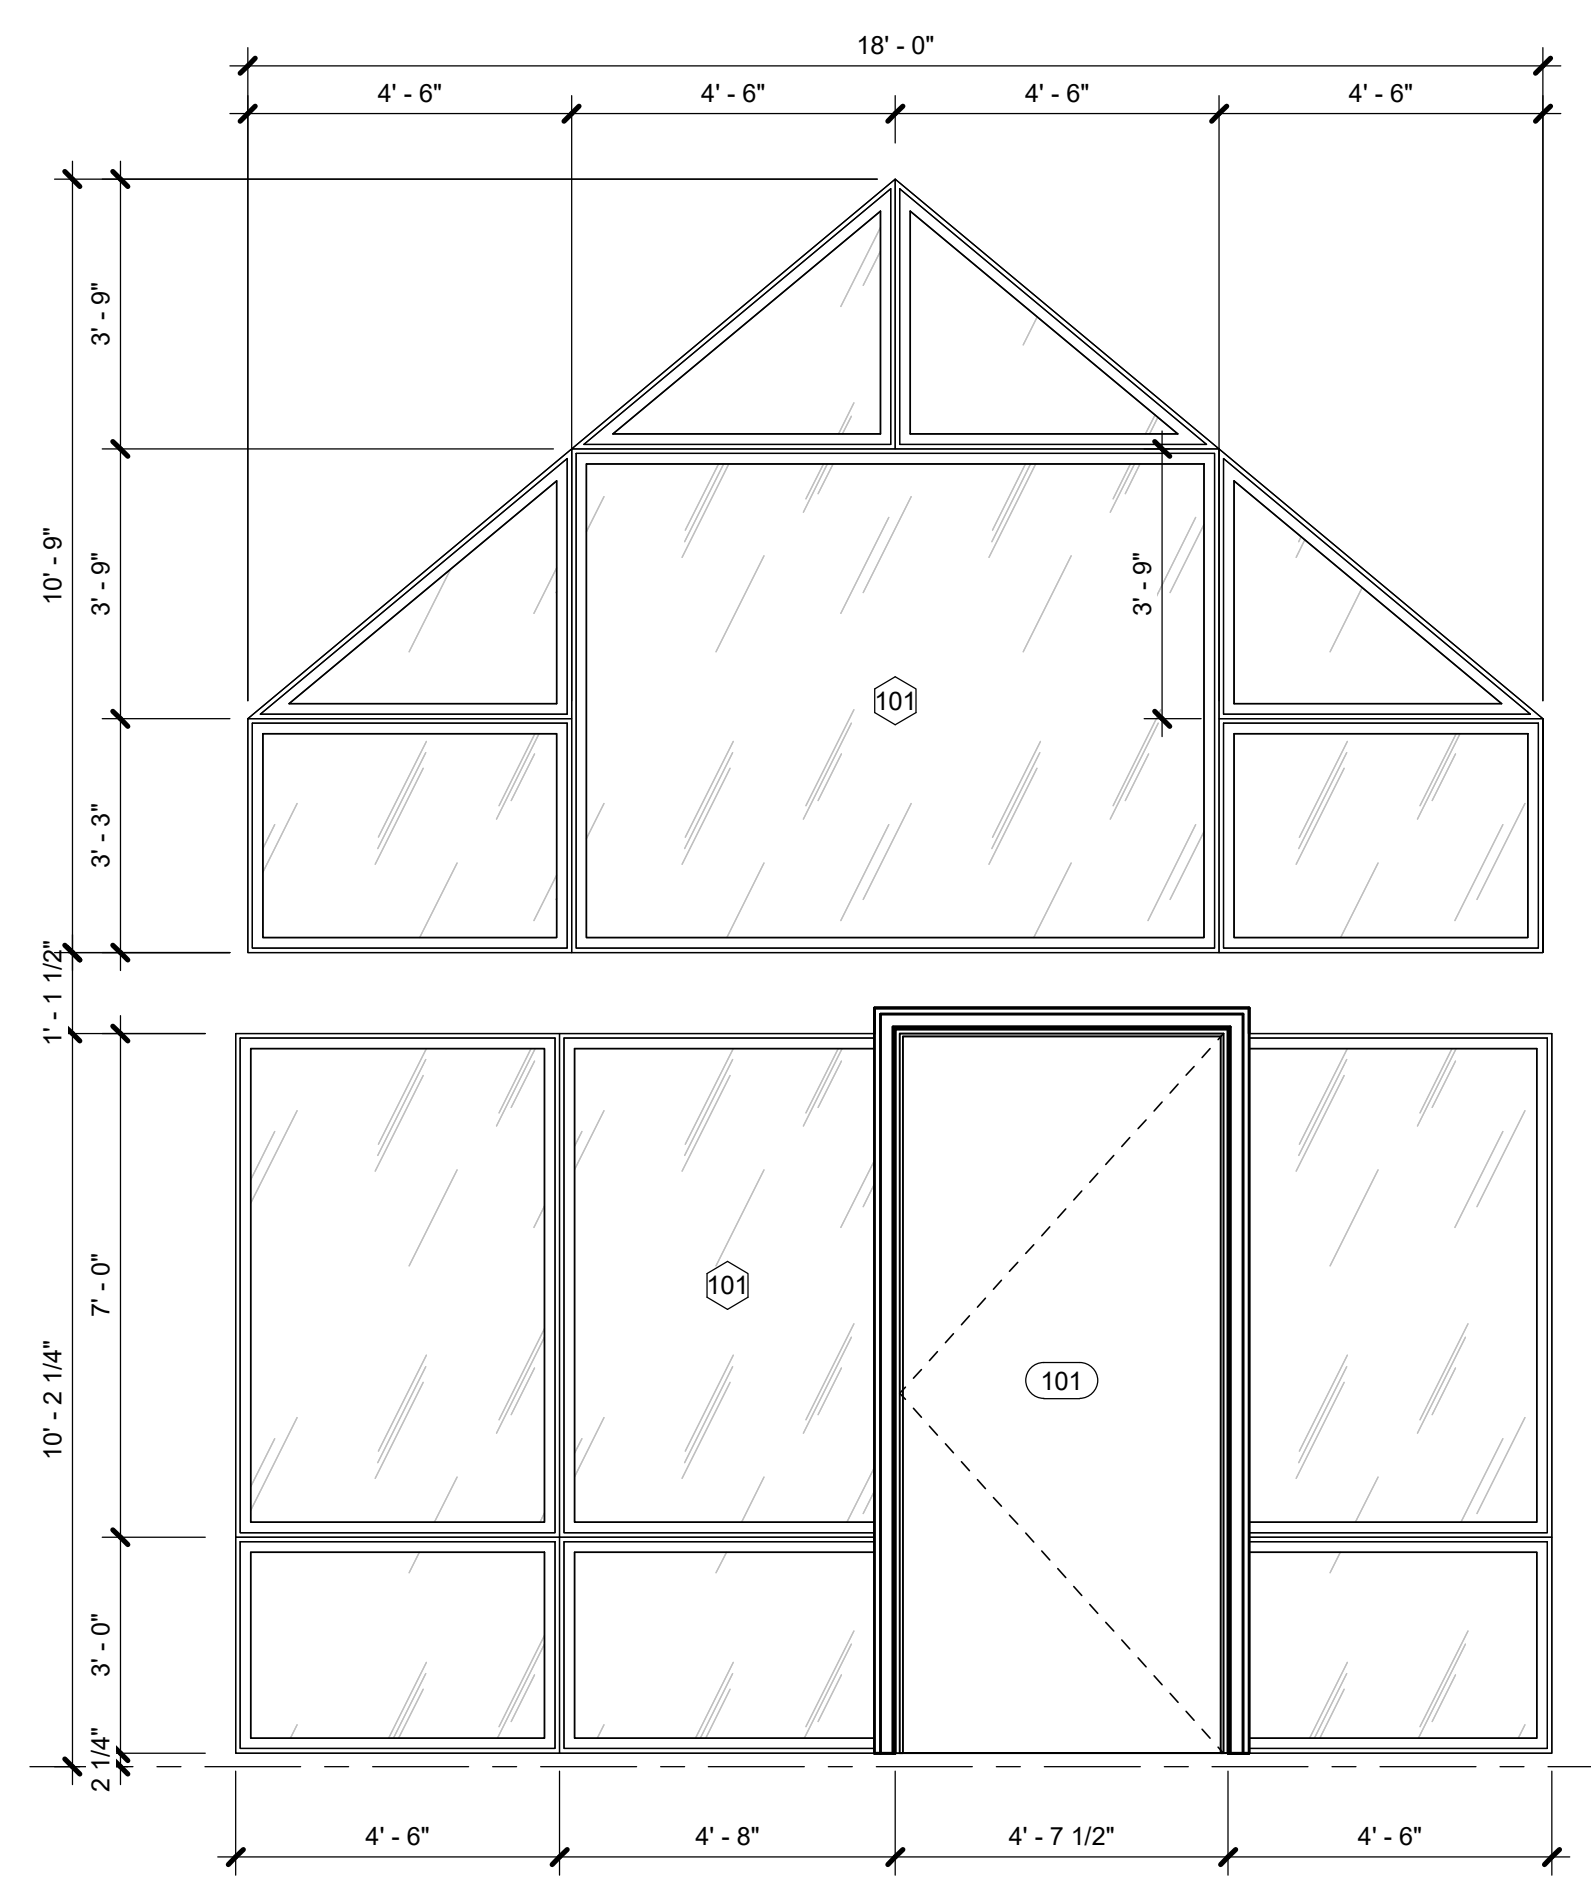 18' - 0"
4' - 6"
4' - 6"
4' - 6"
4' - 6"
3' - 9"
10' - 9"
3' - 9"
3' - 9"
101
3' - 3"
1' - 1 1/2"
7' - 0"
101
101
10' - 2 1/4"
3' - 0"
2 1/4"
4' - 6"
4' - 8"
4' - 7 1/2"
4' - 6"